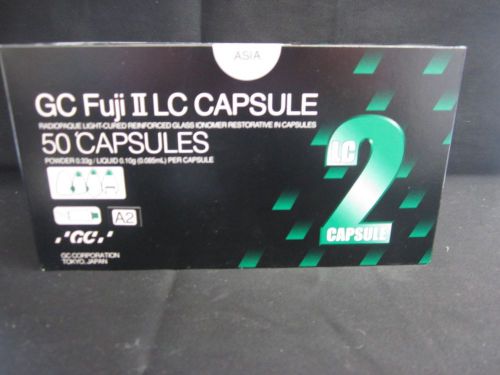 ASIA
GC Fuji II LC CAPSULE
RADIOPAQUE LIGHT-CURED REINFORCED GLASS IONOMER RESTORATIVE IN CAPSULES
50 CAPSULES
POWDER 0.33g / LIQUID 0.10g (0.085mL) PER CAPSULE
LC
2
CAPSULE
A2
'GC'
GC CORPORATION
TOKYO, JAPAN